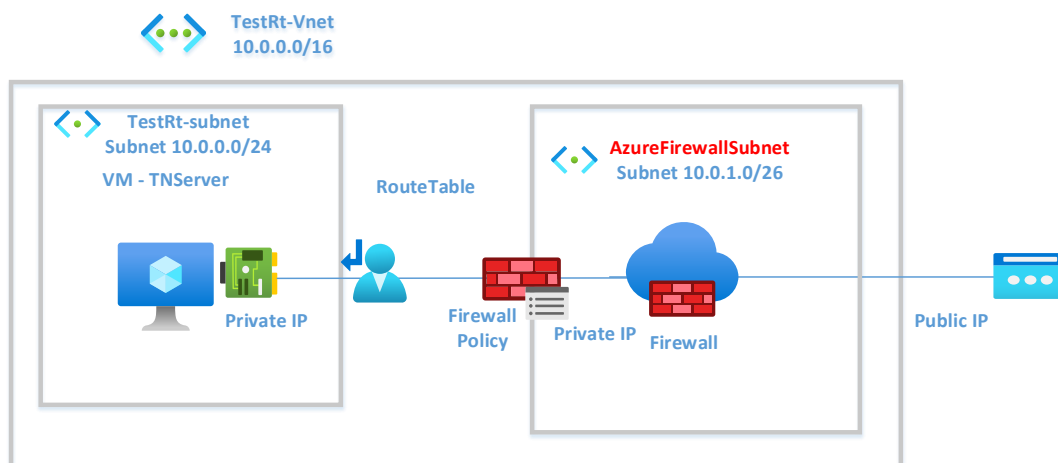 TestRt-Vnet
10.0.0.0/16
TestRt-subnet
Subnet 10.0.0.0/24
VM - TNServer
AzureFirewallSubnet
Subnet 10.0.1.0/26
RouteTable
Private IP
Firewall
Policy
Private IP
Firewall
Public IP